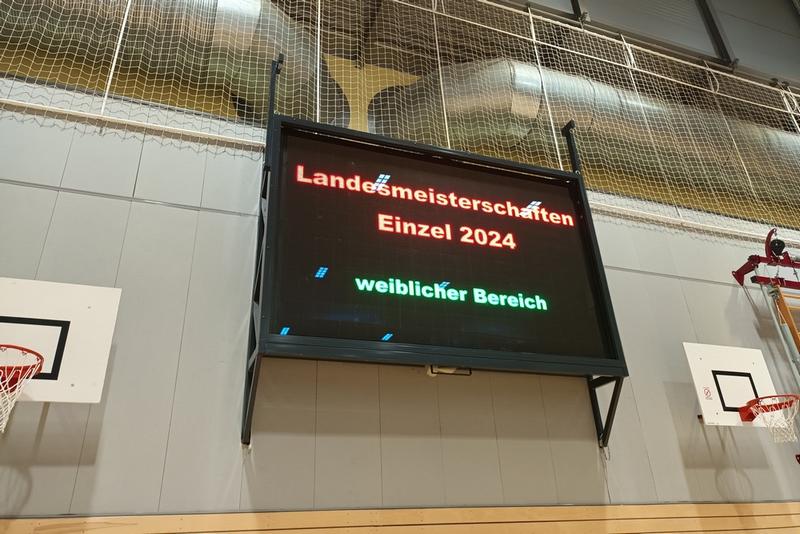 Landesmeisterschaften
Einzel 2024
weiblicher Bereich